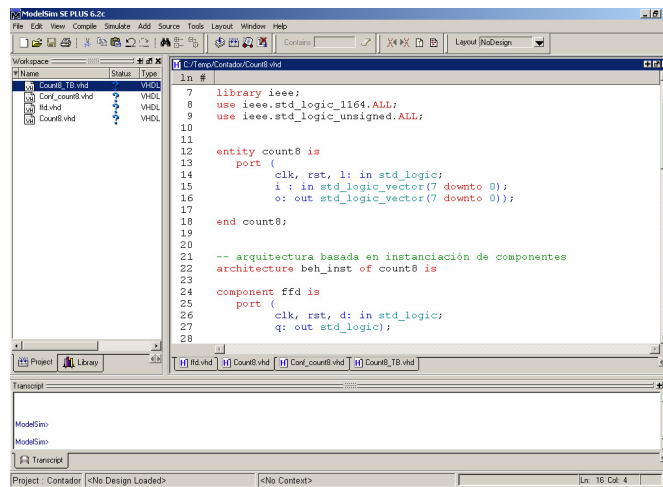 ModelSim SE PLUS 6.2c
File Edit View Compile Simulate Add Source Tools Layout Window Help
Contains
Layout NoDesign
Workspace
Name Status Type
Count8_TB.vhd ? VHDL
Conf_count8.vhd ? VHDL
ffd.vhd ? VHDL
Count8.vhd ? VHDL
Project Library
C:/Temp/Contador/Count8.vhd
ln #
7 library ieee;
8 use ieee.std_logic_1164.ALL;
9 use ieee.std_logic_unsigned.ALL;
10
11
12 entity count8 is
13 port (
14 clk, rst, l: in std_logic;
15 i : in std_logic_vector(7 downto 0);
16 o: out std_logic_vector(7 downto 0));
17
18 end count8;
19
20
21 -- arquitectura basada en instanciación de componentes
22 architecture beh_inst of count8 is
23
24 component ffd is
25 port (
26 clk, rst, d: in std_logic;
27 q: out std_logic);
28
ffd.vhd Count8.vhd Conf_count8.vhd Count8_TB.vhd
Transcript
ModelSim>
ModelSim>
Transcript
Project : Contador <No Design Loaded> <No Context> Ln: 16 Col: 4